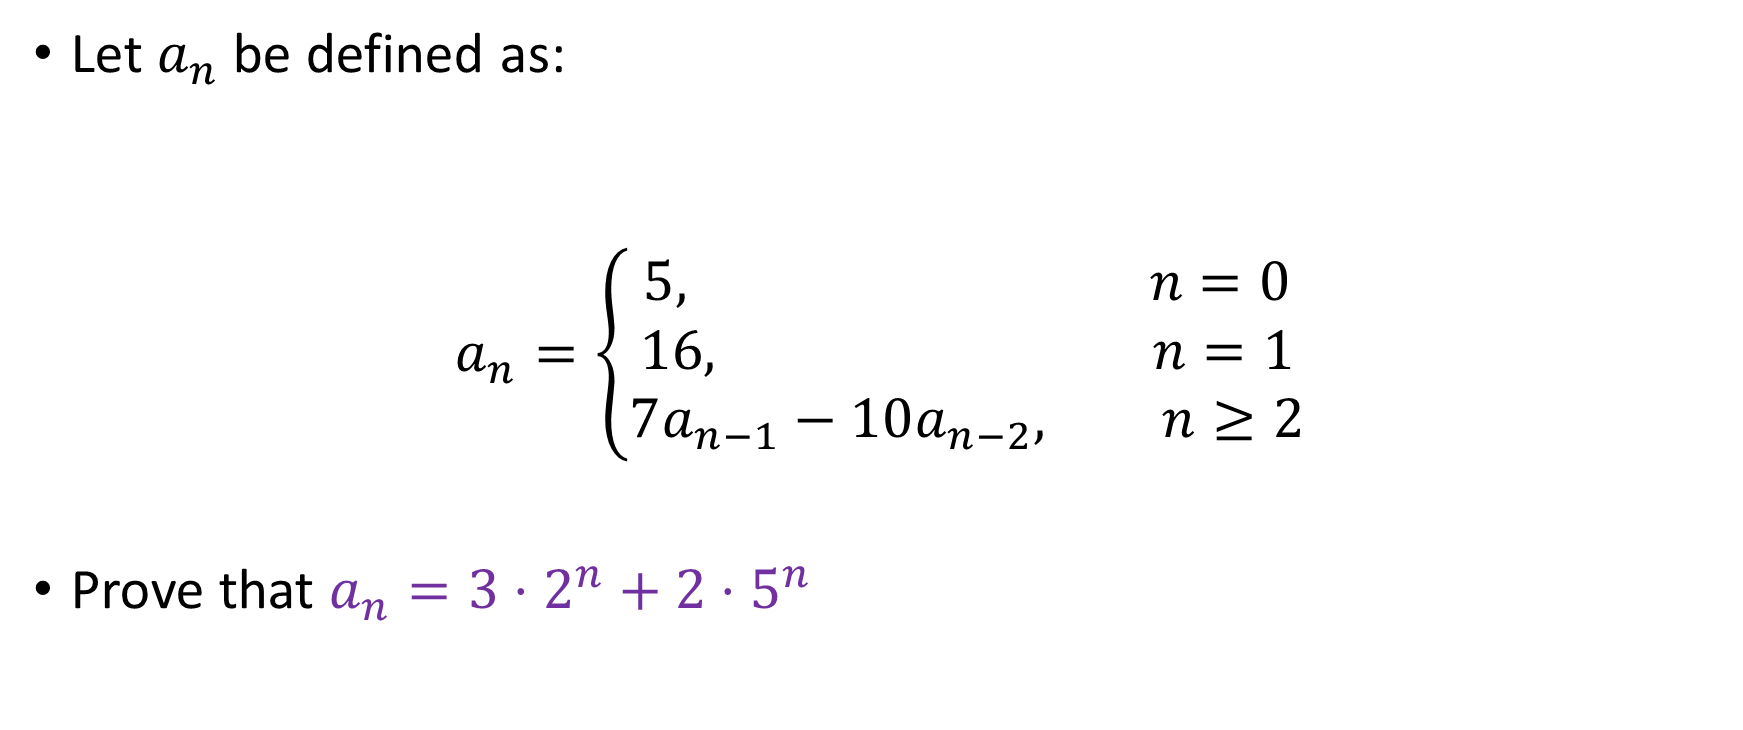 • Let aₙ be defined as:
aₙ = { 5, n = 0
16, n = 1
7aₙ₋₁ − 10aₙ₋₂, n ≥ 2
• Prove that aₙ = 3 · 2ⁿ + 2 · 5ⁿ